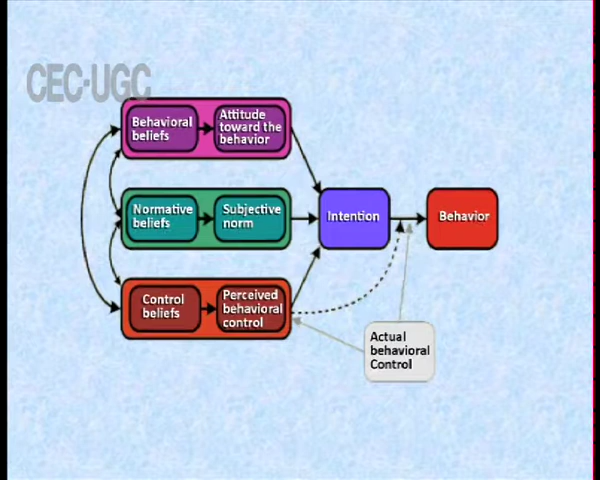 CEC-UGC
Behavioral
beliefs
Attitude
toward the
behavior
Normative
beliefs
Subjective
norm
Intention
Behavior
Control
beliefs
Perceived
behavioral
control
Actual
behavioral
Control